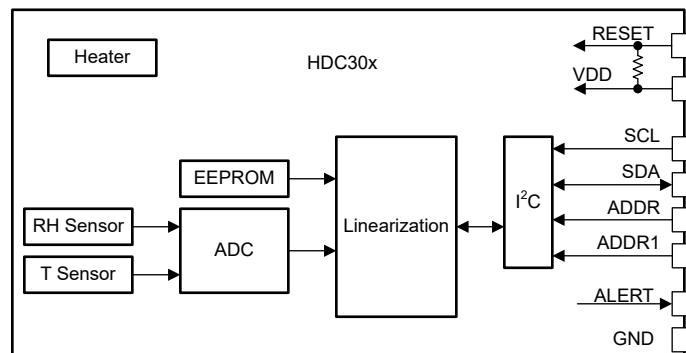 RESET
Heater
HDC30x
VDD
SCL
EEPROM
SDA
I²C
RH Sensor
ADC
Linearization
ADDR
T Sensor
ADDR1
ALERT
GND